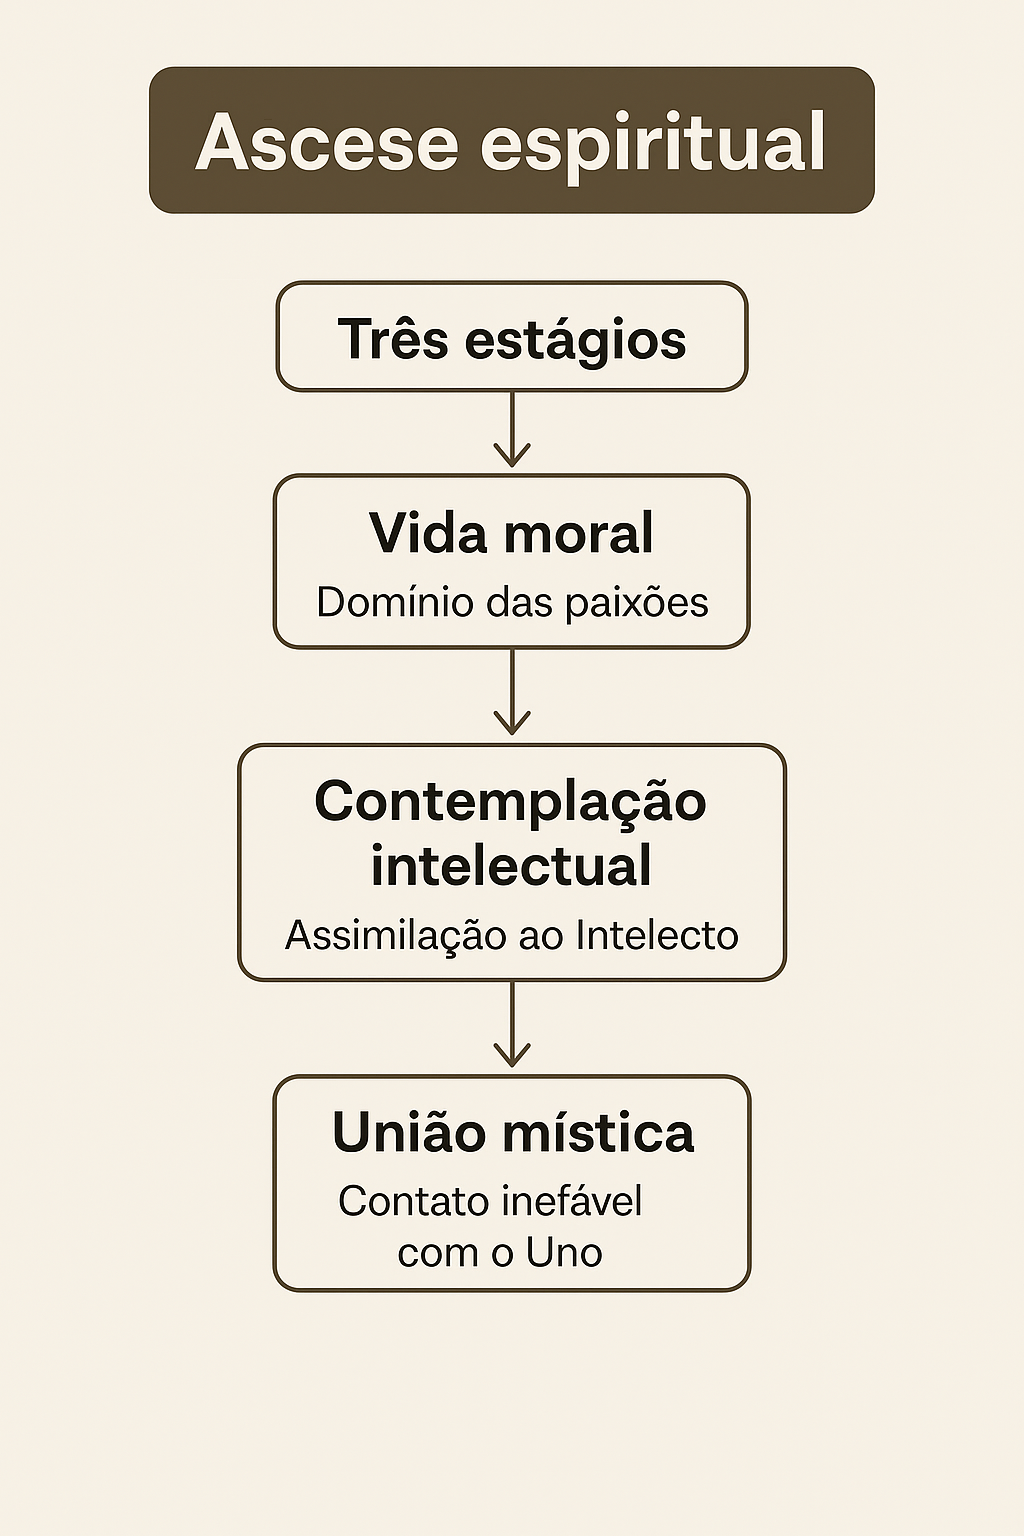 Ascese espiritual
Três estágios
Vida moral
Domínio das paixões
Contemplação
intelectual
Assimilação ao Intelecto
União mística
Contato inefável
com o Uno